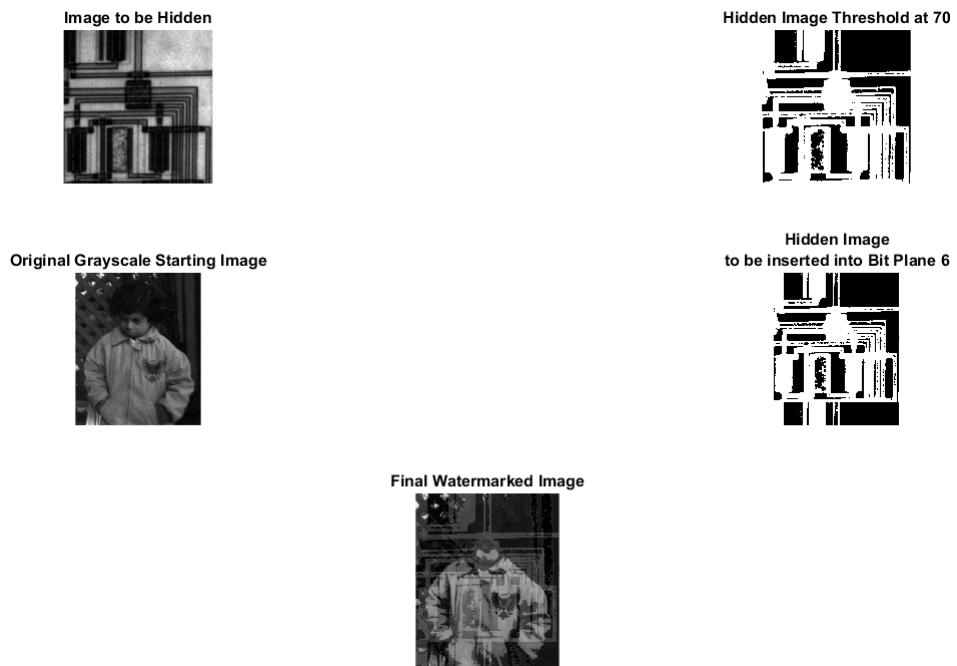 Image to be Hidden
Hidden Image Threshold at 70
Original Grayscale Starting Image
Hidden Image
to be inserted into Bit Plane 6
Final Watermarked Image